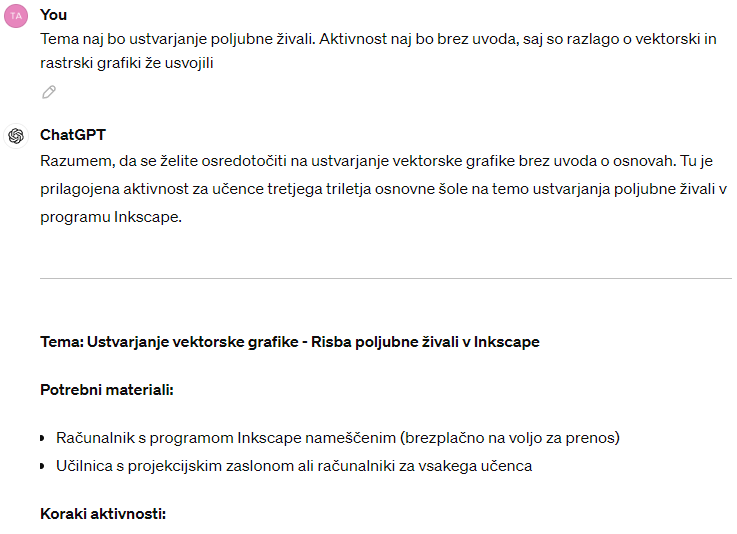 TA
You
Tema naj bo ustvarjanje poljubne živali. Aktivnost naj bo brez uvoda, saj so razlago o vektorski in
rastrski grafiki že usvojili
ChatGPT
Razumem, da se želite osredotočiti na ustvarjanje vektorske grafike brez uvoda o osnovah. Tu je
prilagojena aktivnost za učence tretjega triletja osnovne šole na temo ustvarjanja poljubne živali v
programu Inkscape.
Tema: Ustvarjanje vektorske grafike - Risba poljubne živali v Inkscape
Potrebni materiali:
• Računalnik s programom Inkscape nameščenim (brezplačno na voljo za prenos)
• Učilnica s projekcijskim zaslonom ali računalniki za vsakega učenca
Koraki aktivnosti: